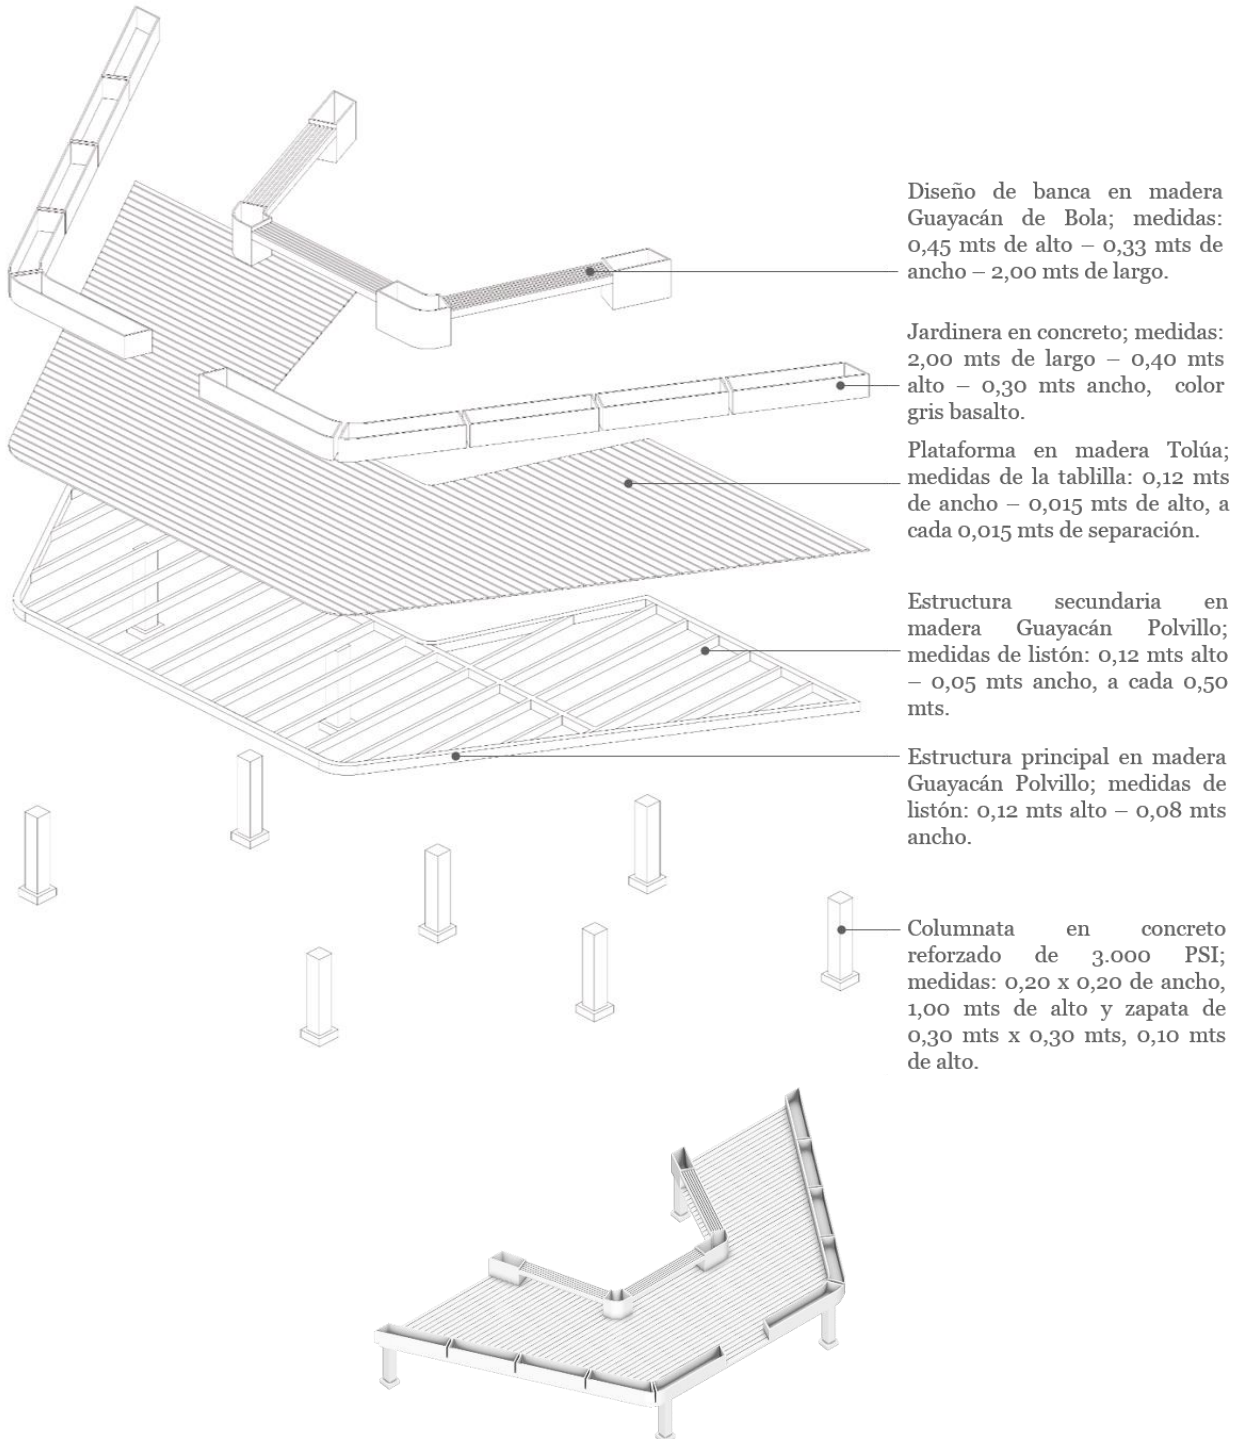 Diseño de banca en madera
Guayacán de Bola; medidas:
0,45 mts de alto – 0,33 mts de
ancho – 2,00 mts de largo.
Jardinera en concreto; medidas:
2,00 mts de largo – 0,40 mts
alto – 0,30 mts ancho, color
gris basalto.
Plataforma en madera Tolúa;
medidas de la tablilla: 0,12 mts
de ancho – 0,015 mts de alto, a
cada 0,015 mts de separación.
Estructura secundaria en
madera Guayacán Polvillo;
medidas de listón: 0,12 mts alto
– 0,05 mts ancho, a cada 0,50
mts.
Estructura principal en madera
Guayacán Polvillo; medidas de
listón: 0,12 mts alto – 0,08 mts
ancho.
Columnata en concreto
reforzado de 3.000 PSI;
medidas: 0,20 x 0,20 de ancho,
1,00 mts de alto y zapata de
0,30 mts x 0,30 mts, 0,10 mts
de alto.